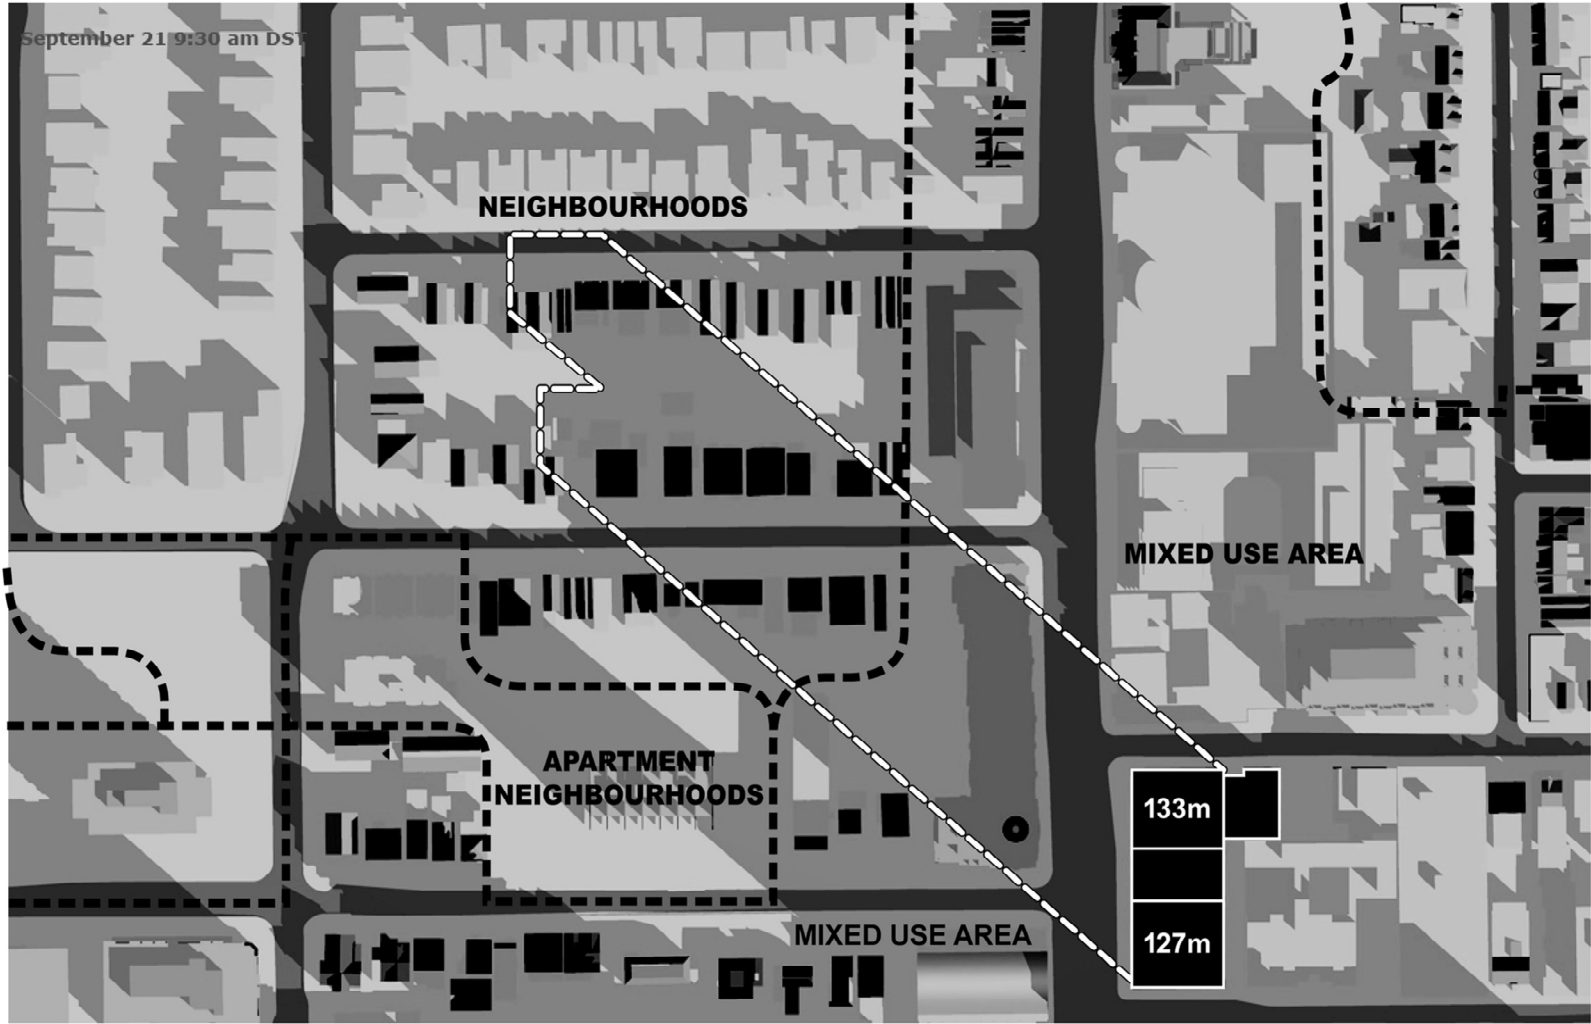 September 21 9:30 am DST
NEIGHBOURHOODS
MIXED USE AREA
APARTMENT
NEIGHBOURHOODS
133m
MIXED USE AREA
127m